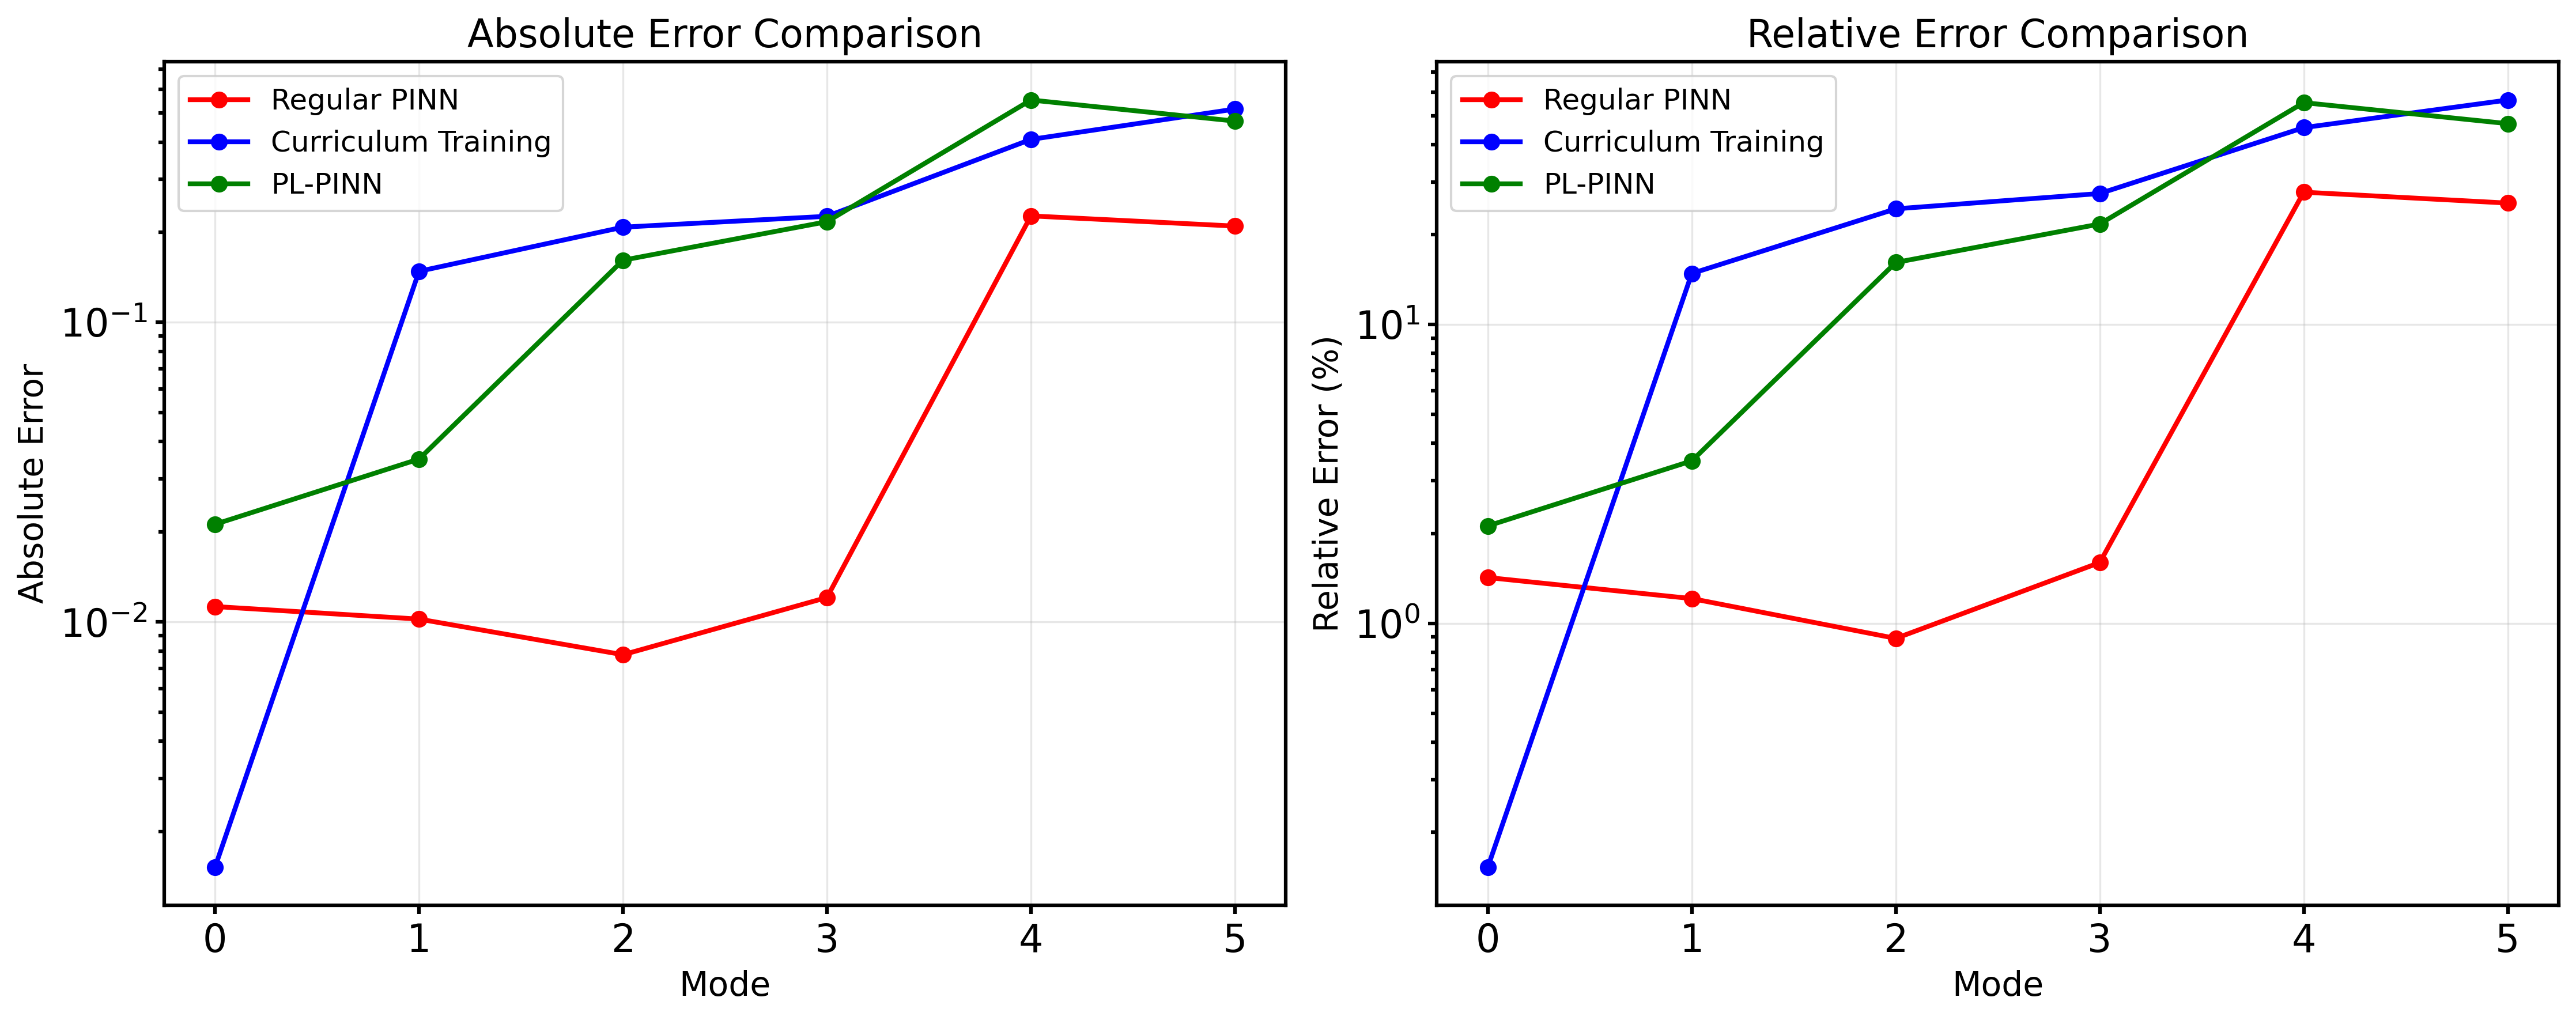 Absolute Error Comparison
Regular PINN
Curriculum Training
PL-PINN
Absolute Error
10⁻¹
10⁻²
0 1 2 3 4 5
Mode
Relative Error Comparison
Regular PINN
Curriculum Training
PL-PINN
Relative Error (%)
10¹
10⁰
0 1 2 3 4 5
Mode